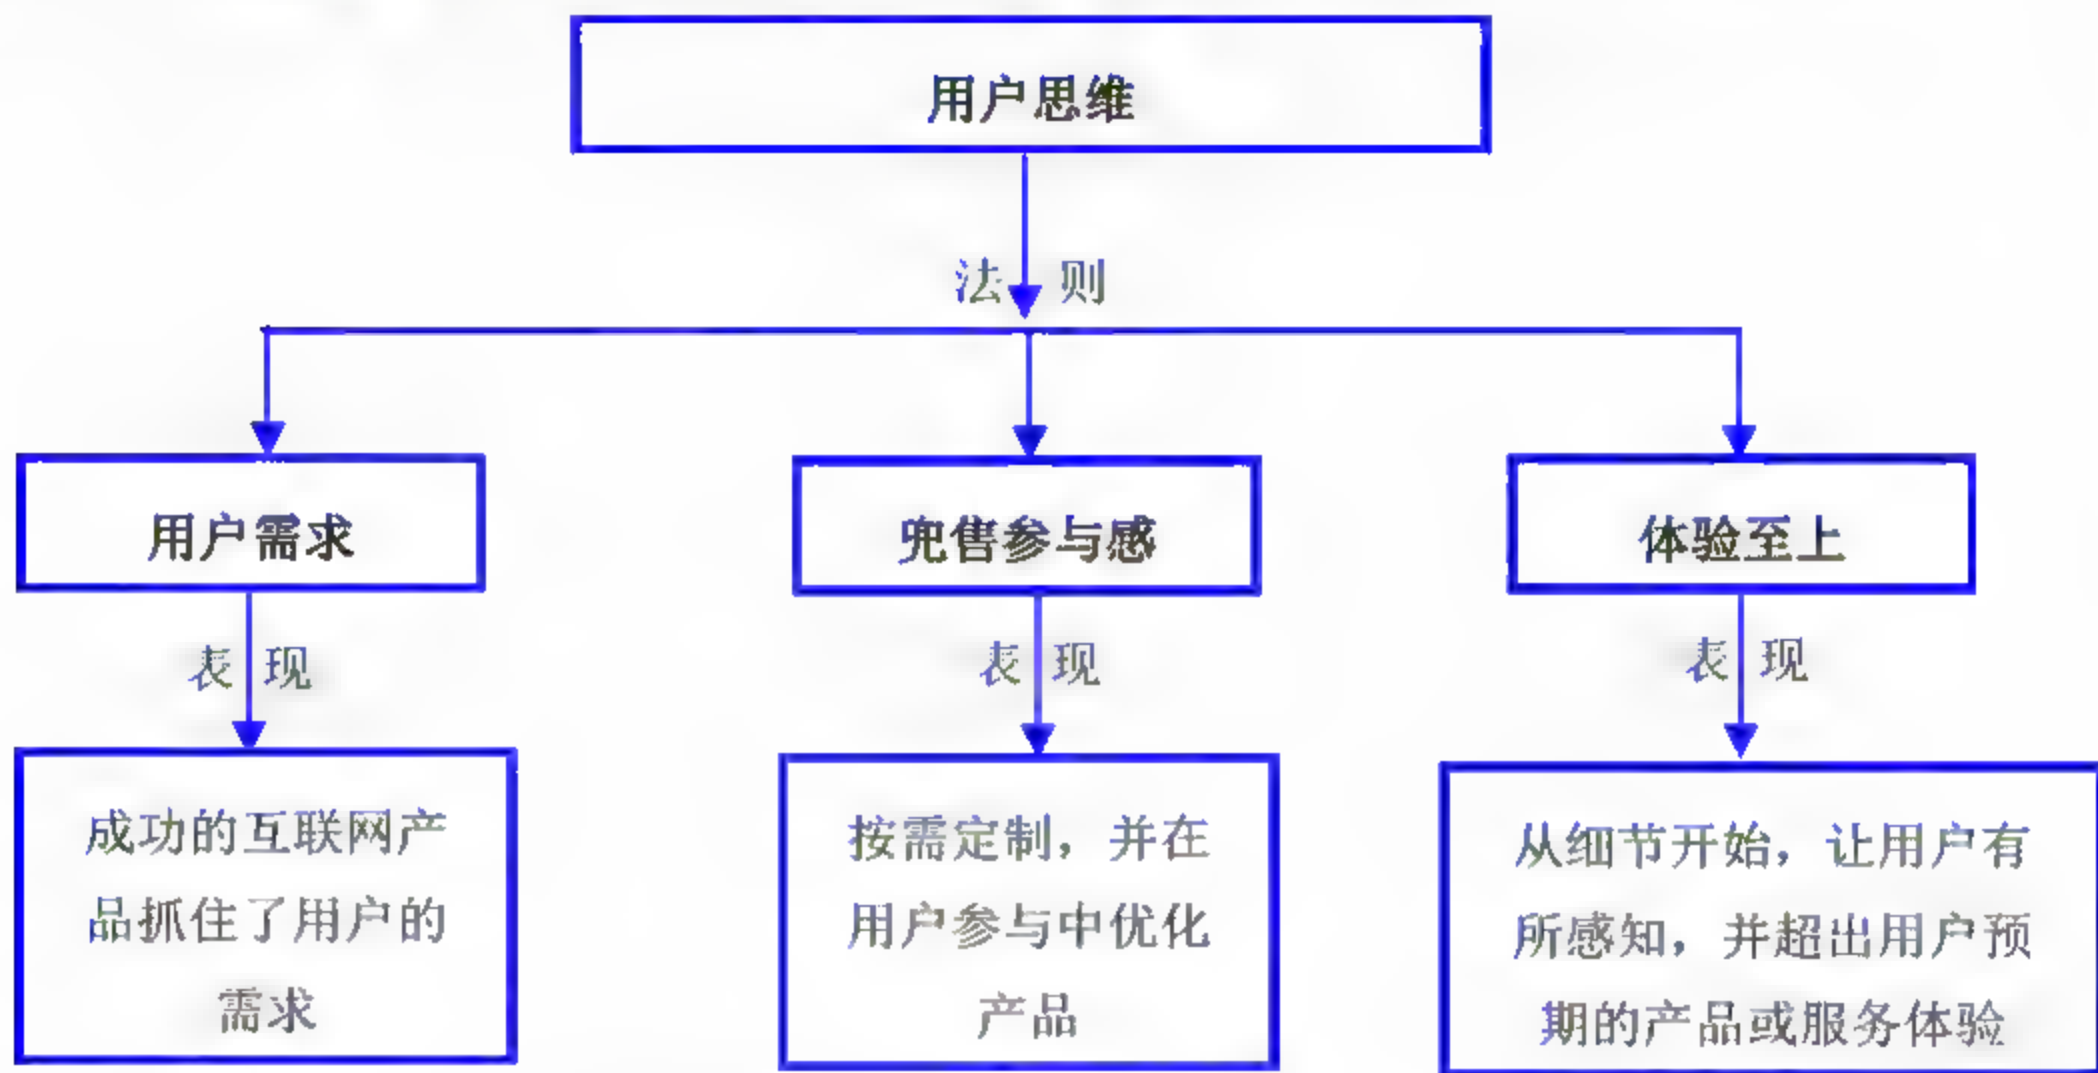 用户思维
法 则
用户需求
兜售参与感
体验至上
表 现
表 现
表 现
成功的互联网产
品抓住了用户的
需求
按需定制，并在
用户参与中优化
产品
从细节开始，让用户有
所感知，并超出用户预
期的产品或服务体验